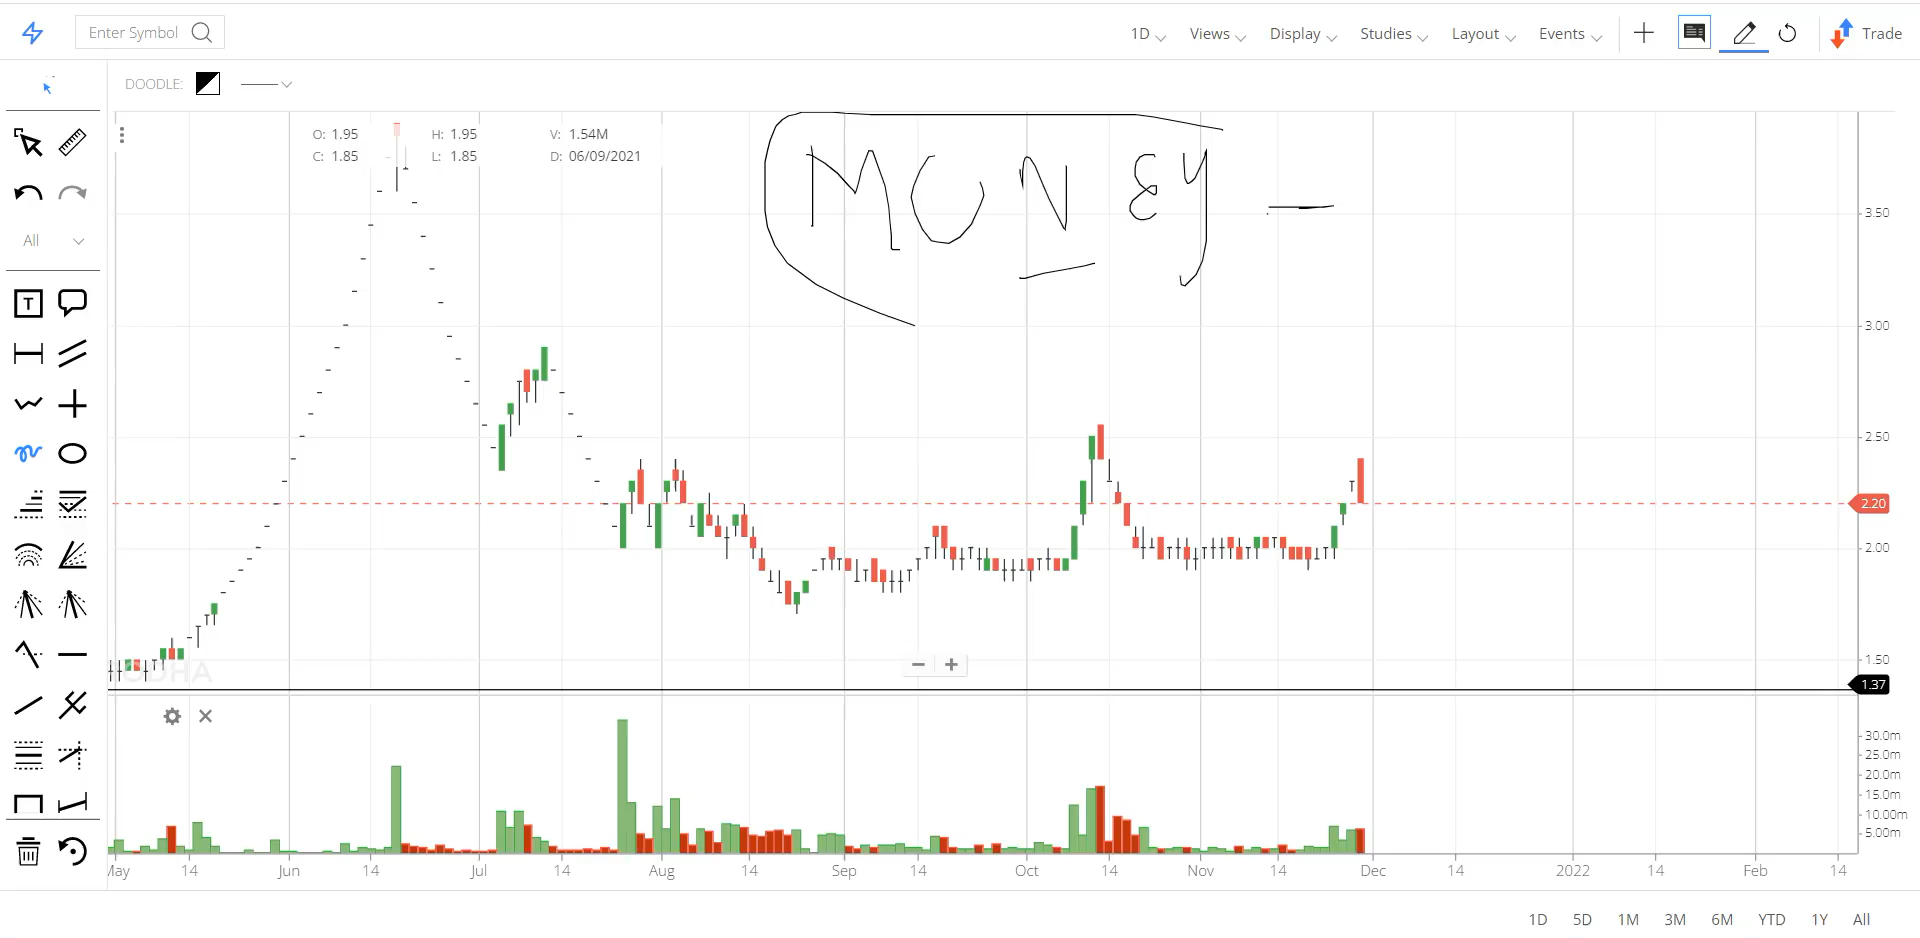 Enter Symbol 1D Views Display Studies Layout Events Trade
DOODLE:
O: 1.95 H: 1.95 V: 1.54M
C: 1.85 L: 1.85 D: 06/09/2021
MONEY —
All
T
3.50
3.00
2.50
2.20
2.00
1.50
1.37
30.0m
25.0m
20.0m
15.0m
10.00m
5.00m
May 14 Jun 14 Jul 14 Aug 14 Sep 14 Oct 14 Nov 14 Dec 14 2022 14 Feb 14
1D 5D 1M 3M 6M YTD 1Y All